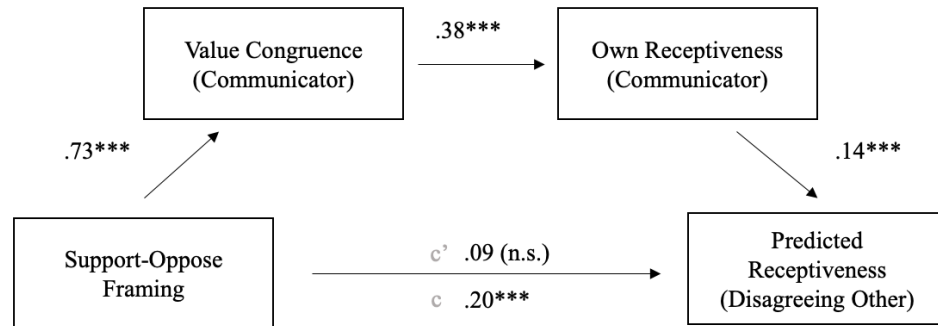 .38***
Value Congruence
(Communicator)
Own Receptiveness
(Communicator)
.73***
.14***
Support-Oppose
Framing
c’ .09 (n.s.)
c .20***
Predicted
Receptiveness
(Disagreeing Other)